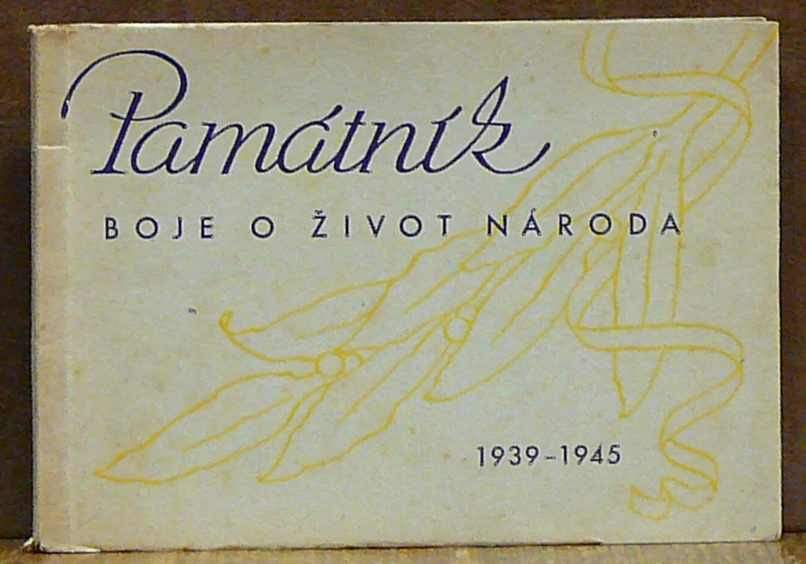 Památník
BOJE O ŽIVOT NÁRODA
1939-1945